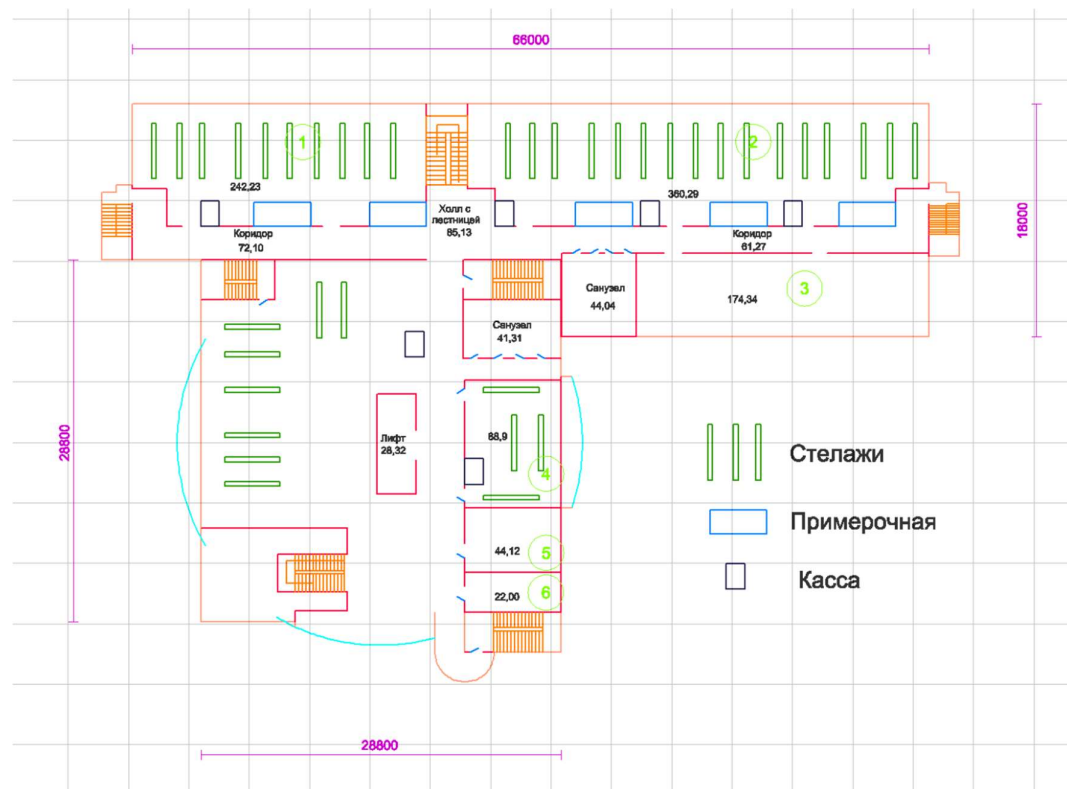 66000
1
2
242,23
360,29
Холл с
лестницей
85,13
Коридор
72,10
Коридор
61,27
18000
Санузел
44,04
174,34
3
Санузел
41,31
28800
Лифт
28,32
68,9
4
Стелажи
Примерочная
44,12
5
Касса
22,00
6
28800